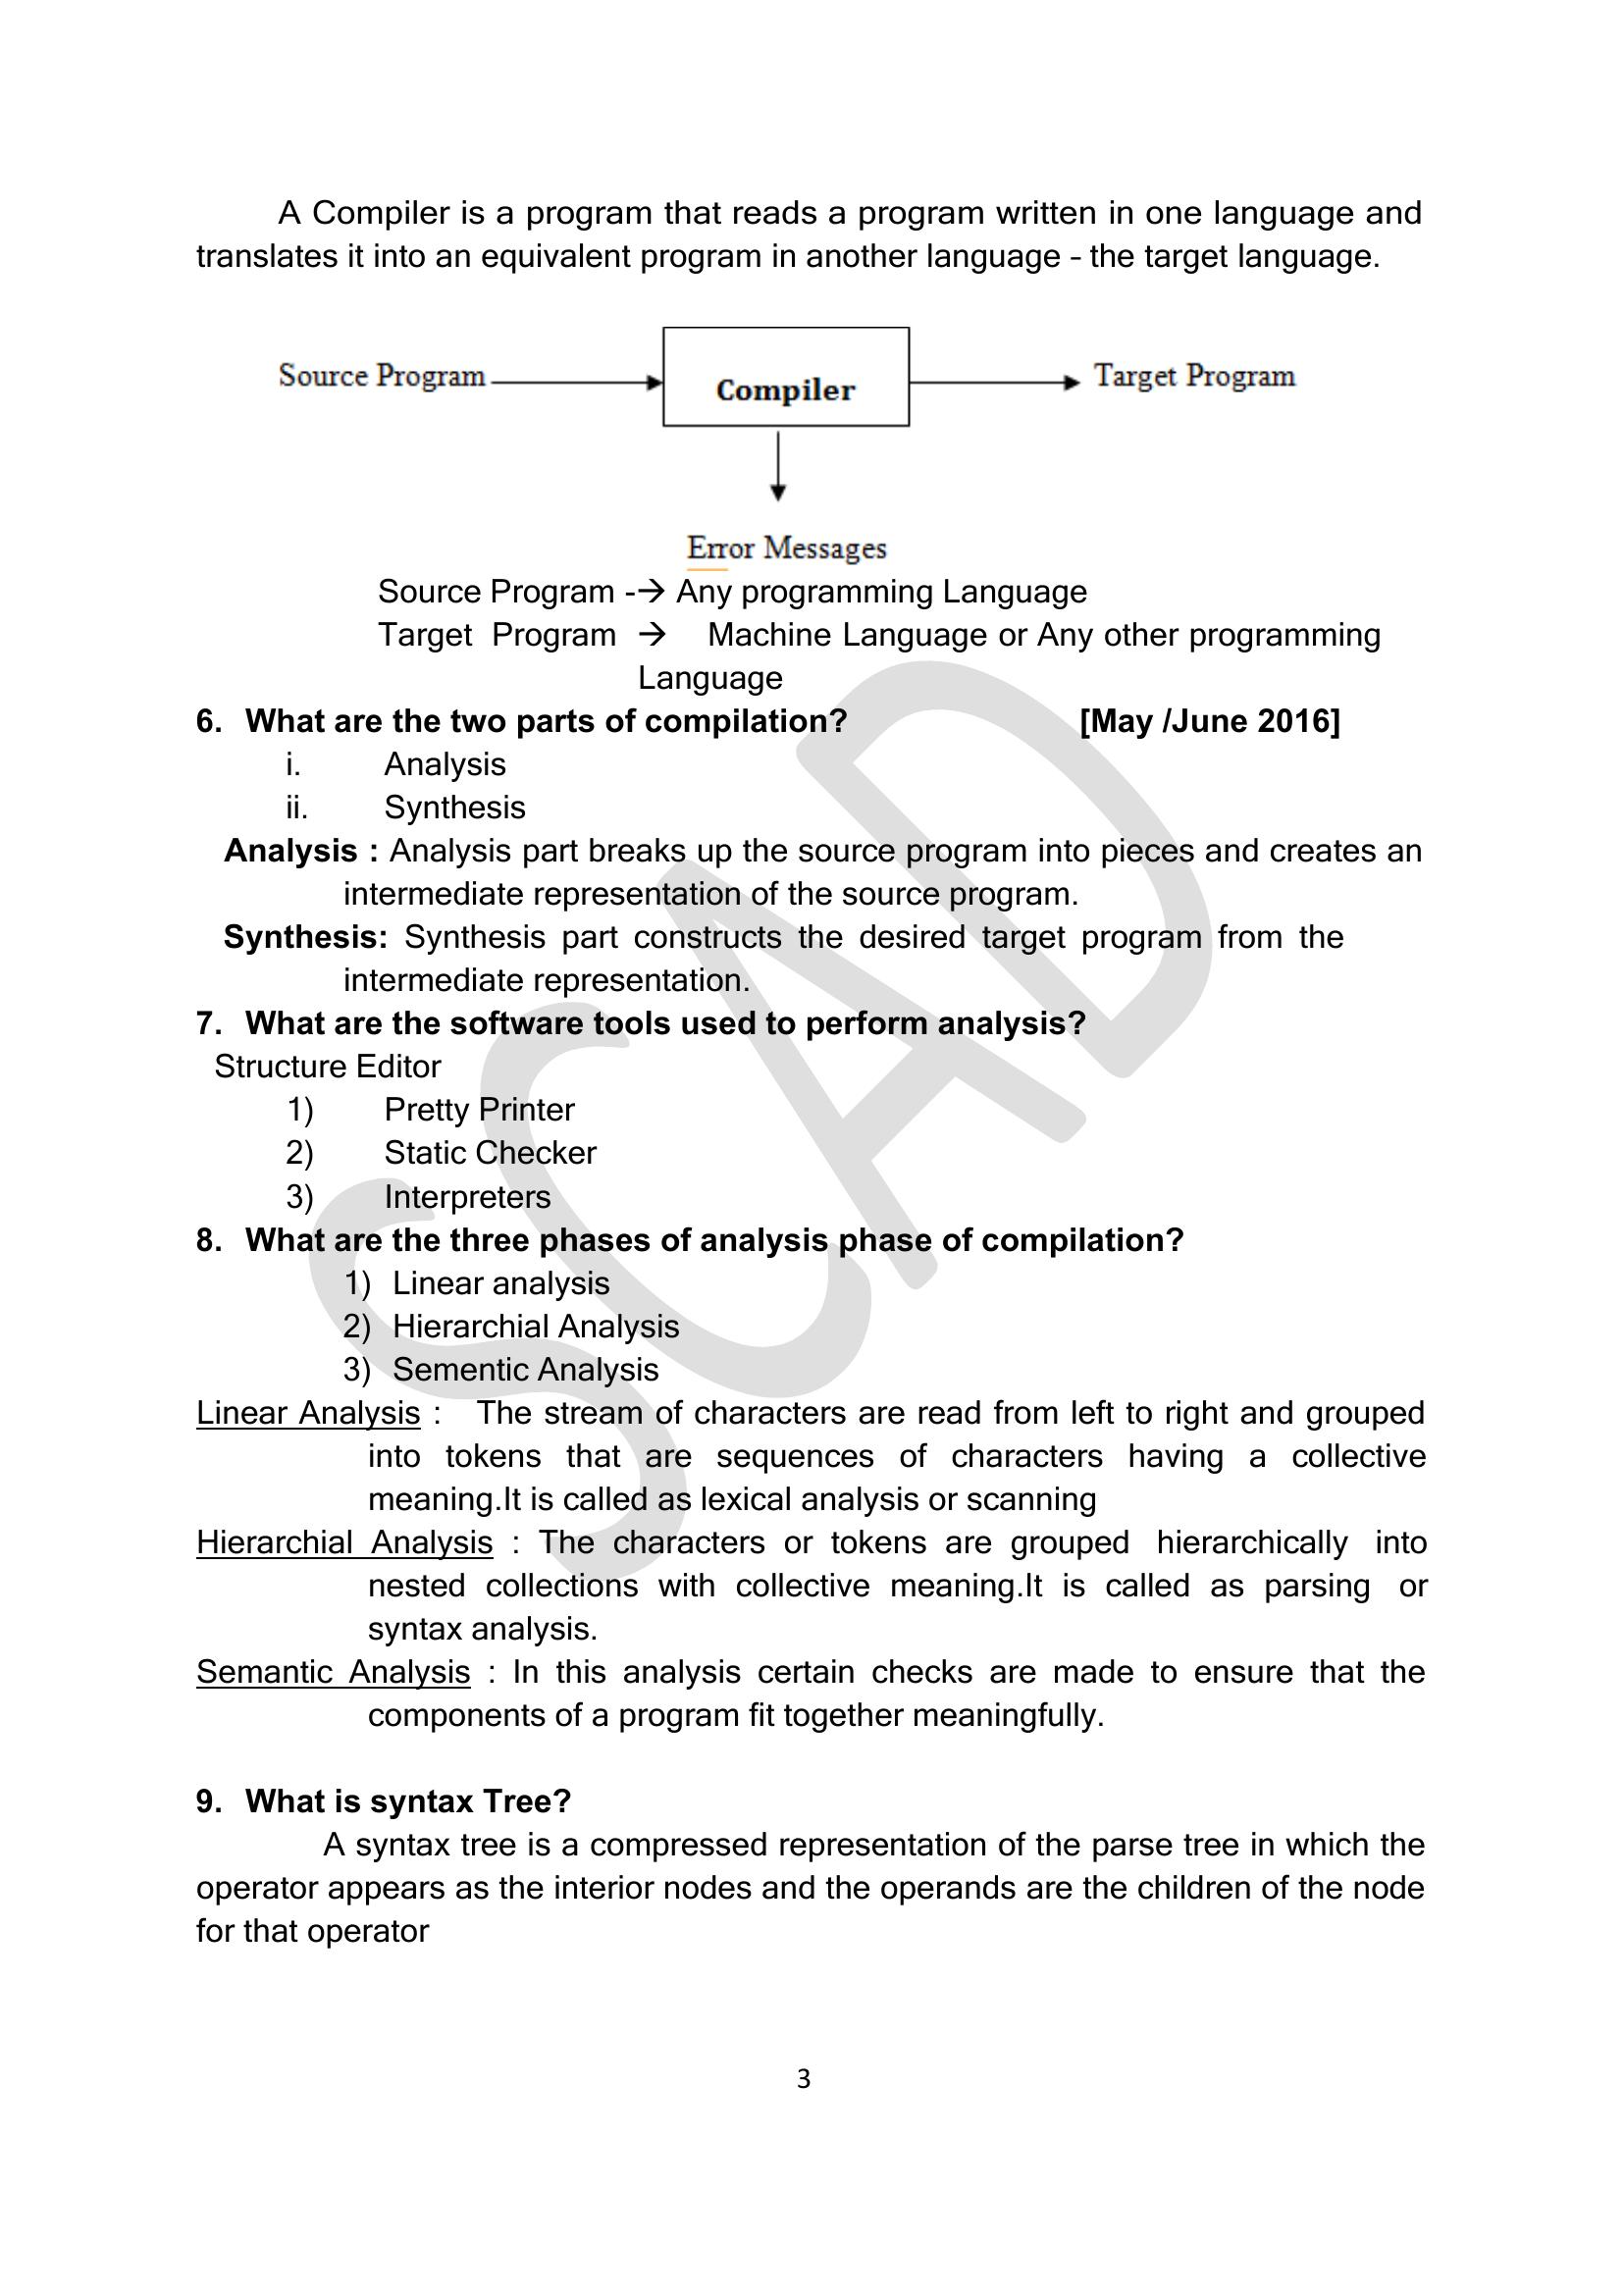 A Compiler is a program that reads a program written in one language and
translates it into an equivalent program in another language - the target language.
Source Program
Compiler
Target Program
Error Messages
Source Program -→ Any programming Language
Target Program → Machine Language or Any other programming
Language
6. What are the two parts of compilation? [May /June 2016]
i. Analysis
ii. Synthesis
Analysis : Analysis part breaks up the source program into pieces and creates an
intermediate representation of the source program.
Synthesis: Synthesis part constructs the desired target program from the
intermediate representation.
7. What are the software tools used to perform analysis?
Structure Editor
1) Pretty Printer
2) Static Checker
3) Interpreters
8. What are the three phases of analysis phase of compilation?
1) Linear analysis
2) Hierarchial Analysis
3) Sementic Analysis
Linear Analysis : The stream of characters are read from left to right and grouped
into tokens that are sequences of characters having a collective
meaning.It is called as lexical analysis or scanning
Hierarchial Analysis : The characters or tokens are grouped hierarchically into
nested collections with collective meaning.It is called as parsing or
syntax analysis.
Semantic Analysis : In this analysis certain checks are made to ensure that the
components of a program fit together meaningfully.
9. What is syntax Tree?
A syntax tree is a compressed representation of the parse tree in which the
operator appears as the interior nodes and the operands are the children of the node
for that operator
3
SCAD